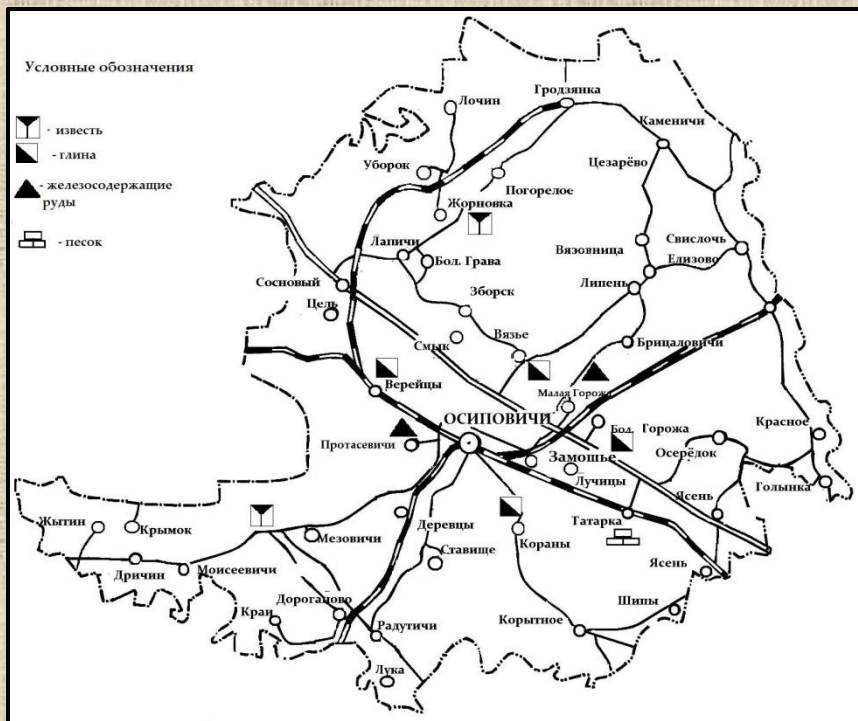 Условные обозначения
- известь
- глина
- железосодержащие
руды
- песок
Гродзянка
Лочин
Каменичи
Уборок
Цезарёво
Погорелое
Жорновка
Лапичи
Бол. Грава
Вязовница
Свислочь
Елизово
Сосновый
Липень
Цель
Зборск
Смык
Вязье
Брицаловичи
Верейцы
Малая Горожа
ОСИПОВИЧИ
Бол. Горожа
Красное
Протасевичи
Замошье
Осерёдок
Лучицы
Голынка
Ясень
Жытин
Крымок
Деревцы
Татарка
Мезовичи
Кораны
Ставище
Дричин
Моисеевичи
Ясень
Дороганово
Шипы
Краи
Радутичи
Корытное
Лука